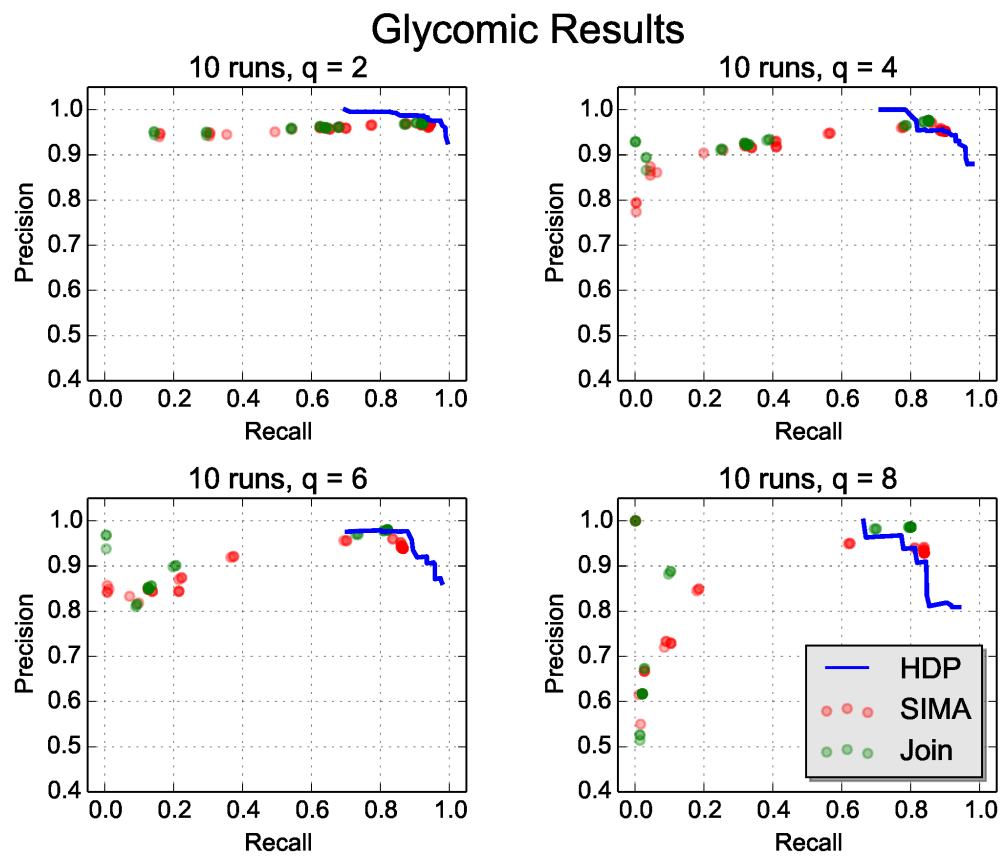 Glycomic Results
10 runs, q = 2
Precision
1.0
0.9
0.8
0.7
0.6
0.5
0.4
0.0 0.2 0.4 0.6 0.8 1.0
Recall
10 runs, q = 4
Precision
1.0
0.9
0.8
0.7
0.6
0.5
0.4
0.0 0.2 0.4 0.6 0.8 1.0
Recall
10 runs, q = 6
Precision
1.0
0.9
0.8
0.7
0.6
0.5
0.4
0.0 0.2 0.4 0.6 0.8 1.0
Recall
10 runs, q = 8
Precision
1.0
0.9
0.8
0.7
0.6
0.5
0.4
0.0 0.2 0.4 0.6 0.8 1.0
Recall
HDP
SIMA
Join